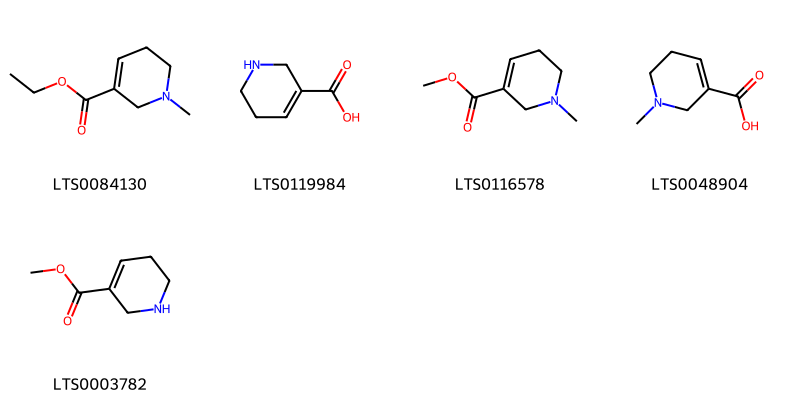 O
O
N
HN
O
OH
O
O
N
N
O
OH
LTS0084130
LTS0119984
LTS0116578
LTS0048904
O
O
NH
LTS0003782